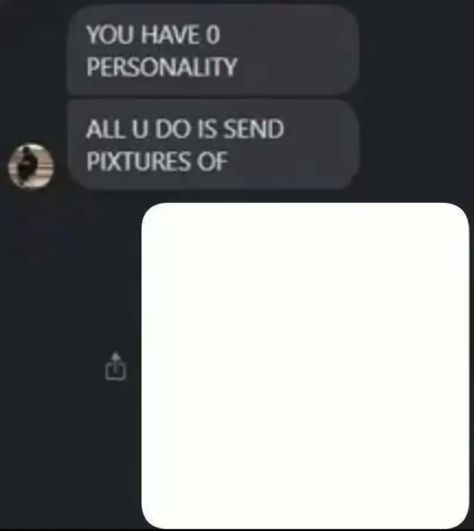 YOU HAVE 0
PERSONALITY
ALL U DO IS SEND
PIXTURES OF